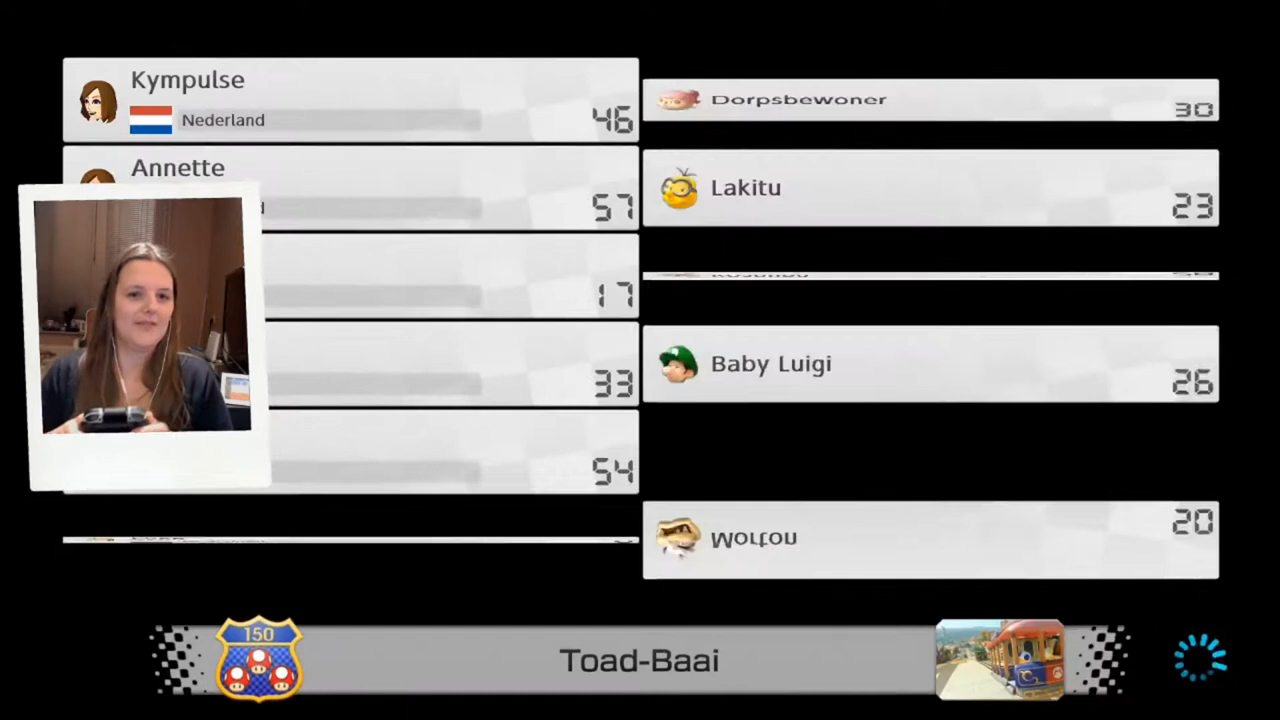 Kympulse
Nederland
46
Annette
57
17
33
54
Dorpsbewoner
30
Lakitu
23
Baby Luigi
26
Morton
20
150
Toad-Baai